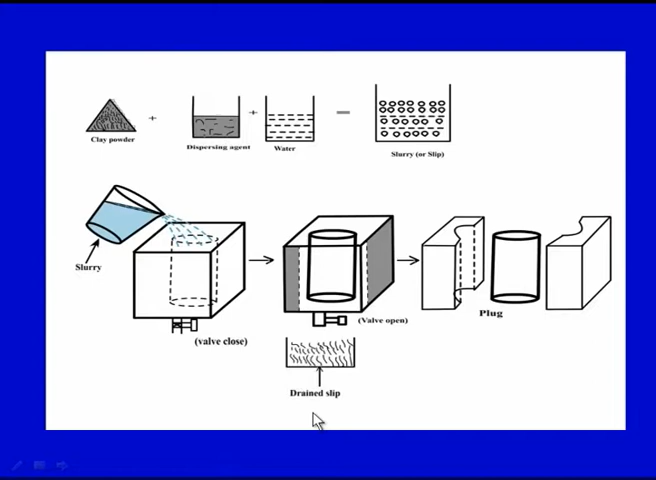 Clay powder
Dispersing agent
Water
Slurry (or Slip)
Slurry
(valve close)
(Valve open)
Plug
Drained slip